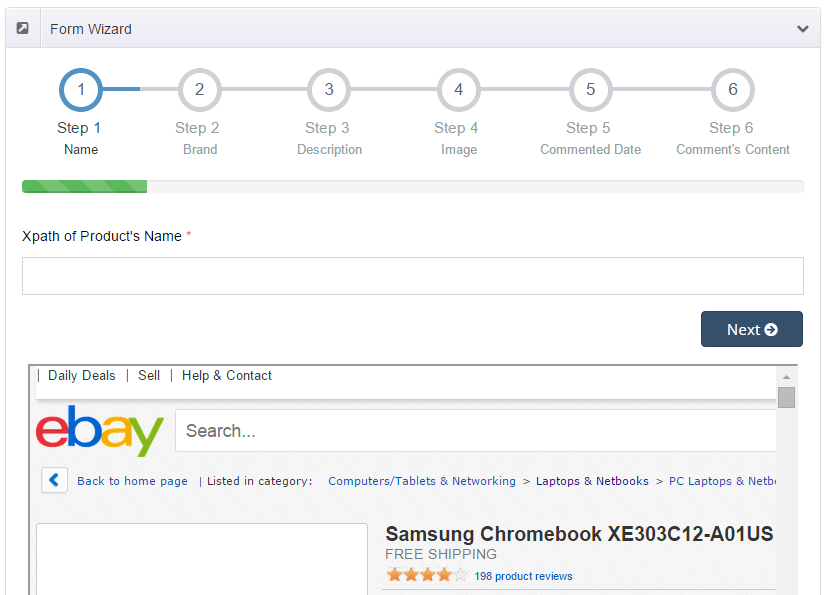 Form Wizard
1 2 3 4 5 6
Step 1 Step 2 Step 3 Step 4 Step 5 Step 6
Name Brand Description Image Commented Date Comment's Content
Xpath of Product's Name *
Next
| Daily Deals | Sell | Help & Contact
ebay Search...
Back to home page | Listed in category: Computers/Tablets & Networking > Laptops & Netbooks > PC Laptops & Netb
Samsung Chromebook XE303C12-A01US
FREE SHIPPING
198 product reviews